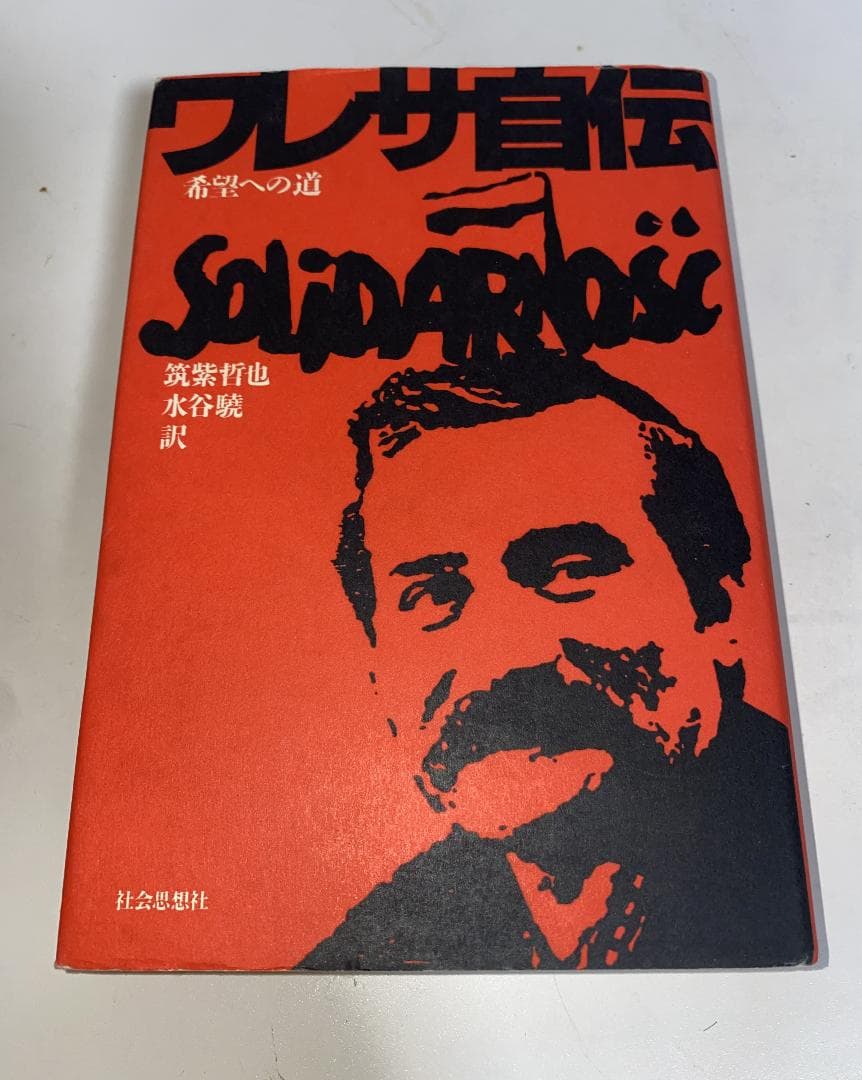 ワレサ自伝
希望への道
SOLiDARNOŚĆ
筑紫哲也
水谷驍
訳
社会思想社